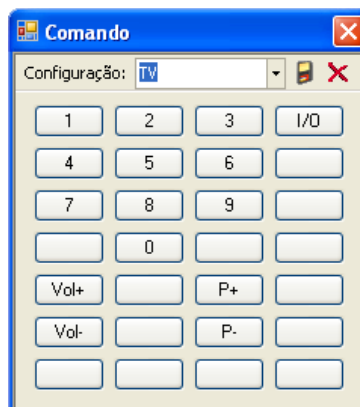 Comando
Configuração: TV
1 2 3 I/O
4 5 6
7 8 9
0
Vol+ P+
Vol- P-